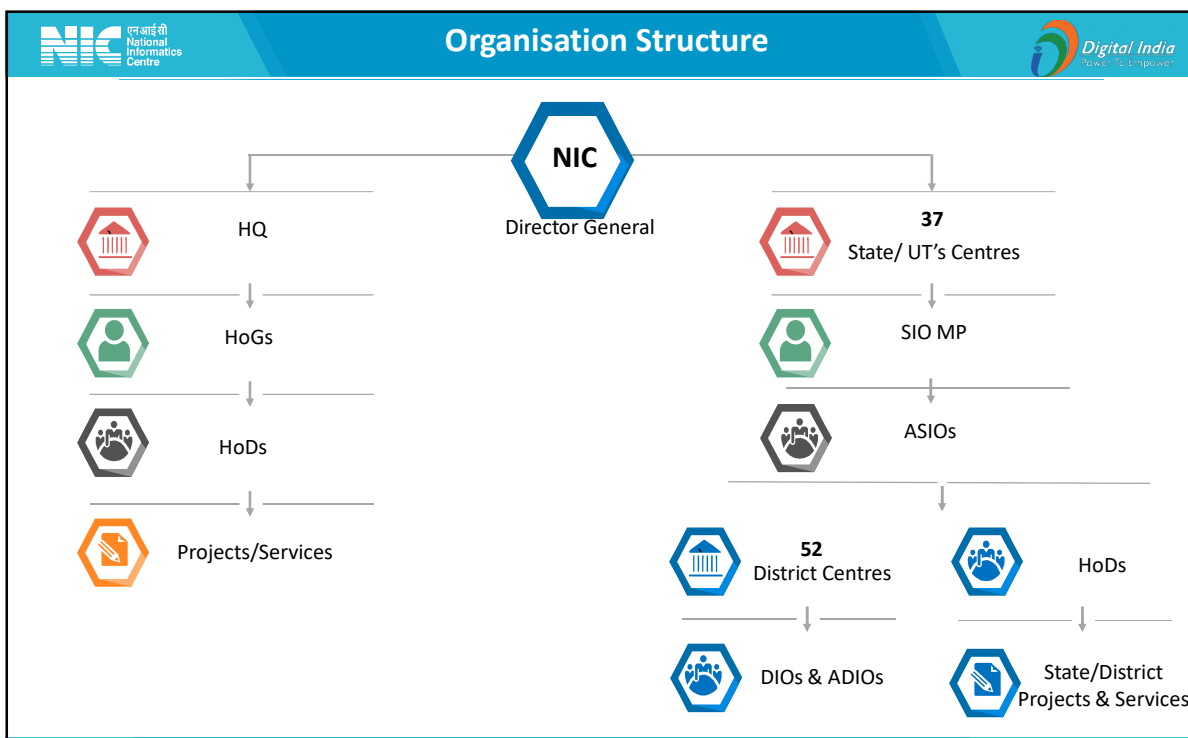 NIC
एन आई सी
National
Informatics
Centre
Organisation Structure
Digital India
Power To Empower
NIC
Director General
HQ
HoGs
HoDs
Projects/Services
37
State/ UT's Centres
SIO MP
ASIOs
52
District Centres
HoDs
DIOs & ADIOs
State/District
Projects & Services